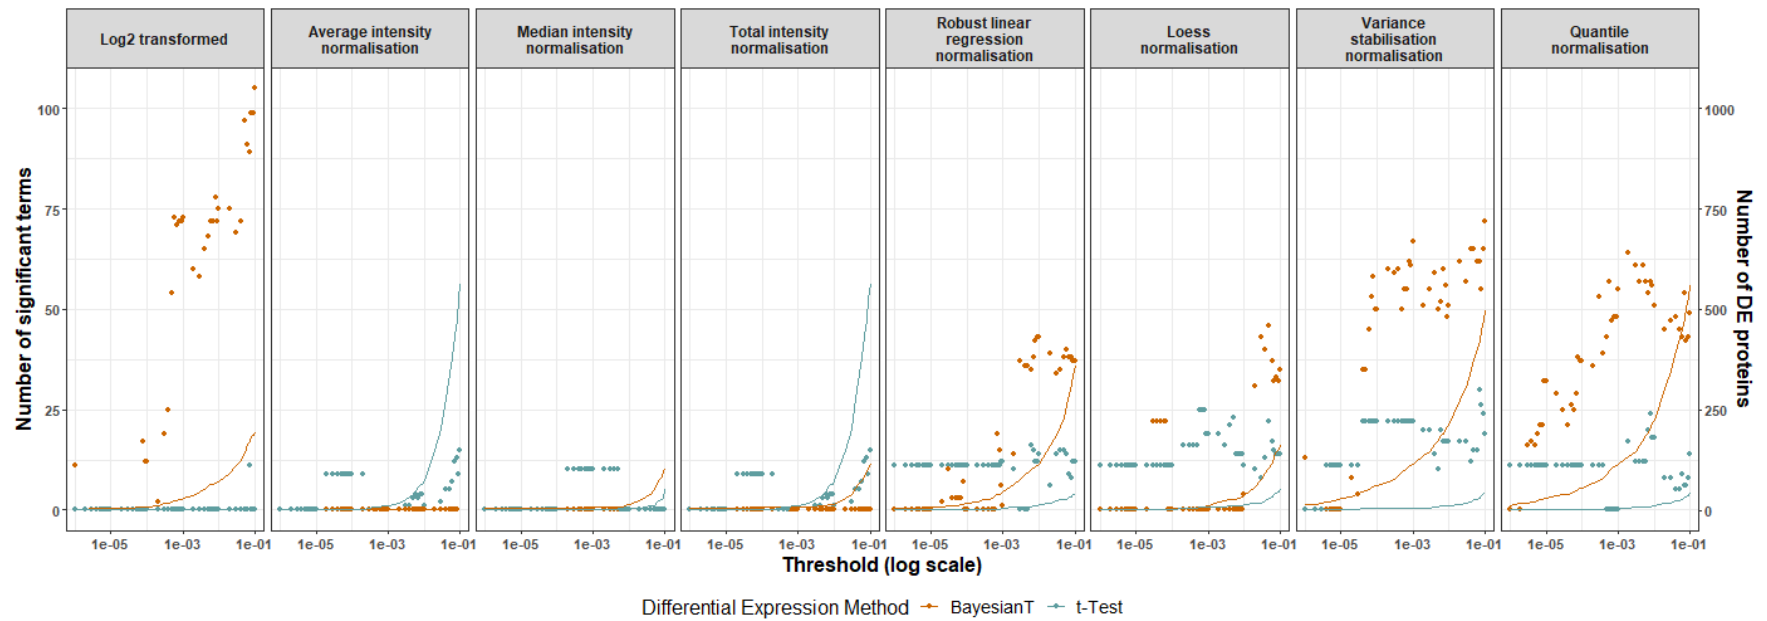 Log2 transformed
Average intensity
normalisation
Median intensity
normalisation
Total intensity
normalisation
Robust linear
regression
normalisation
Loess
normalisation
Variance
stabilisation
normalisation
Quantile
normalisation
Number of significant terms
100
75
50
25
0
1000
750
500
250
0
Number of DE proteins
1e-05 1e-03 1e-01
1e-05 1e-03 1e-01
1e-05 1e-03 1e-01
1e-05 1e-03 1e-01
1e-05 1e-03 1e-01
1e-05 1e-03 1e-01
1e-05 1e-03 1e-01
1e-05 1e-03 1e-01
Threshold (log scale)
Differential Expression Method BayesianT t-Test